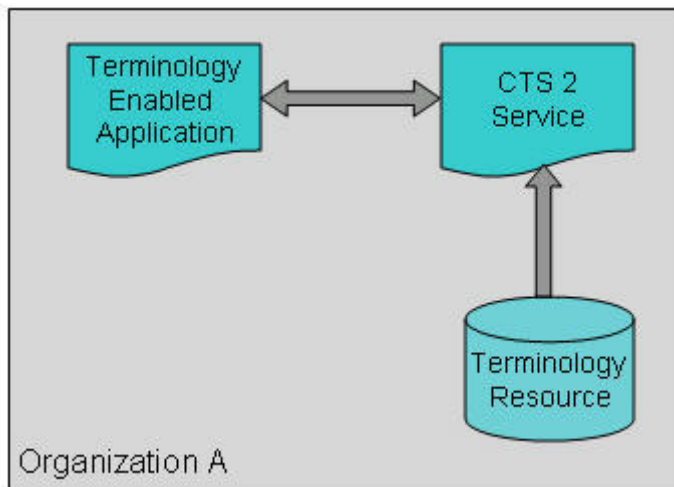 Terminology
Enabled
Application
CTS 2
Service
Terminology
Resource
Organization A